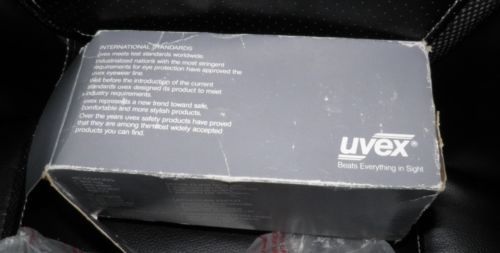 INTERNATIONAL STANDARDS
uvex meets test standards worldwide.
Industrialized nations with the most stringent
requirements for eye protection have approved the
uvex eyewear line.
Well before the introduction of the current
standards uvex designed its product to meet
industry requirements.
uvex represents a new trend toward safe,
comfortable and more stylish products.
Over the years uvex safety products have proved
that they are among the most widely accepted
products you can find.
uvex®
Beats Everything in Sight